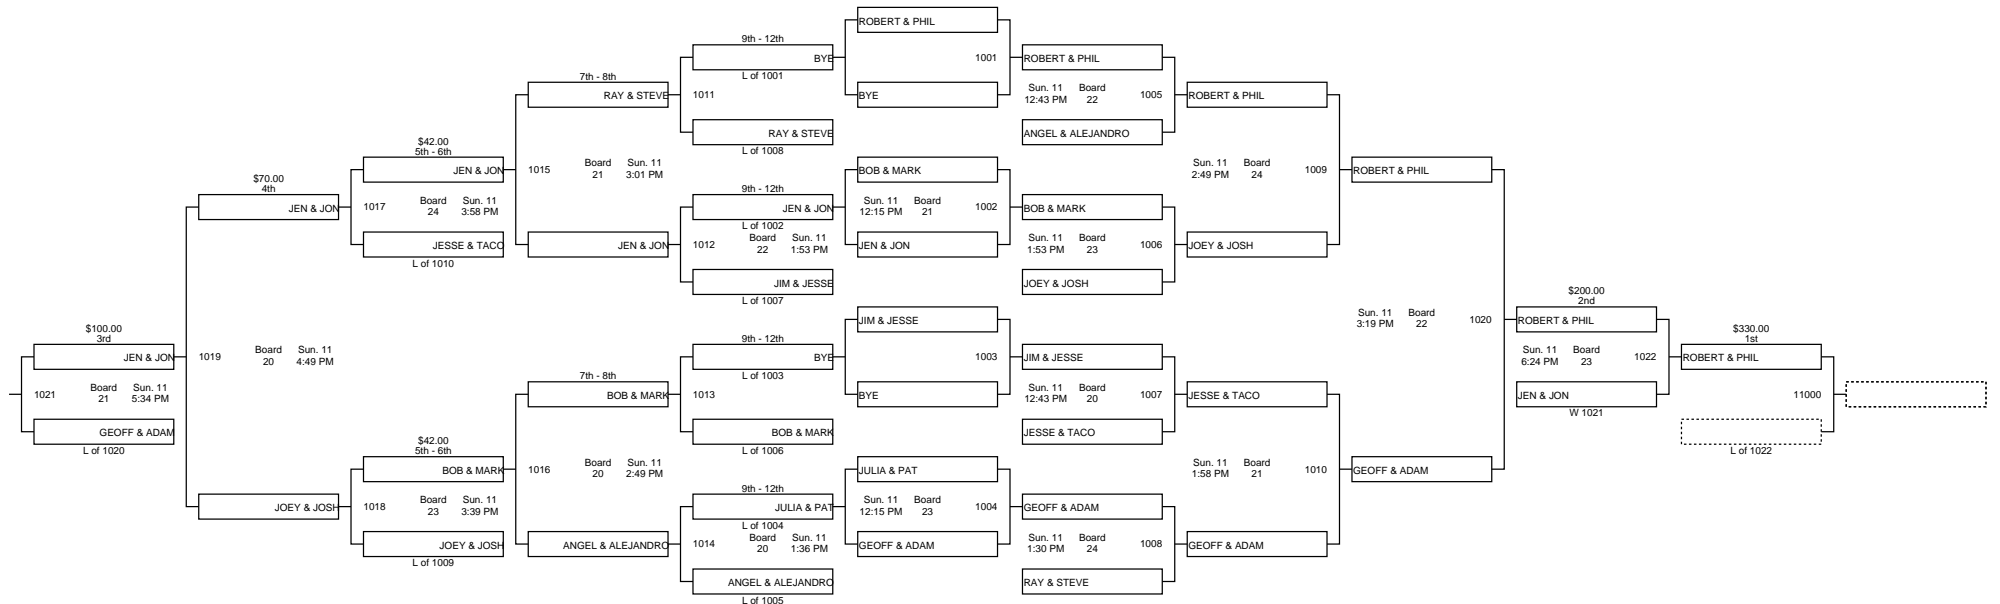 ROBERT & PHIL
9th - 12th
BYE
1001
ROBERT & PHIL
L of 1001
7th - 8th
RAY & STEVE
1011
BYE
Sun. 11 Board
12:43 PM 22
1005
ROBERT & PHIL
RAY & STEVE
ANGEL & ALEJANDRO
L of 1008
$42.00
5th - 6th
JEN & JON
1015
Board Sun. 11
21 3:01 PM
BOB & MARK
Sun. 11 Board
2:49 PM 24
1009
ROBERT & PHIL
$70.00
4th
JEN & JON
1017
Board Sun. 11
24 3:58 PM
9th - 12th
JEN & JON
Sun. 11 Board
12:15 PM 21
1002
BOB & MARK
L of 1002
JESSE & TACO
L of 1010
JEN & JON
1012
Board Sun. 11
22 1:53 PM
JEN & JON
Sun. 11 Board
1:53 PM 23
1006
JOEY & JOSH
JIM & JESSE
JOEY & JOSH
L of 1007
$100.00
3rd
JEN & JON
1019
Board Sun. 11
20 4:49 PM
JIM & JESSE
Sun. 11 Board
3:19 PM 22
1020
$200.00
2nd
ROBERT & PHIL
9th - 12th
BYE
1003
JIM & JESSE
L of 1003
Sun. 11 Board
6:24 PM 23
1022
$330.00
1st
ROBERT & PHIL
1021
Board Sun. 11
21 5:34 PM
7th - 8th
BOB & MARK
1013
BYE
Sun. 11 Board
12:43 PM 20
1007
JESSE & TACO
JEN & JON
W 1021
11000
GEOFF & ADAM
L of 1020
BOB & MARK
JESSE & TACO
L of 1006
L of 1022
$42.00
5th - 6th
BOB & MARK
1016
Board Sun. 11
20 2:49 PM
JULIA & PAT
Sun. 11 Board
1:58 PM 21
1010
GEOFF & ADAM
JOEY & JOSH
1018
Board Sun. 11
23 3:39 PM
9th - 12th
JULIA & PAT
Sun. 11 Board
12:15 PM 23
1004
GEOFF & ADAM
L of 1004
JOEY & JOSH
L of 1009
ANGEL & ALEJANDRO
1014
Board Sun. 11
20 1:36 PM
GEOFF & ADAM
Sun. 11 Board
1:30 PM 24
1008
GEOFF & ADAM
ANGEL & ALEJANDRO
RAY & STEVE
L of 1005